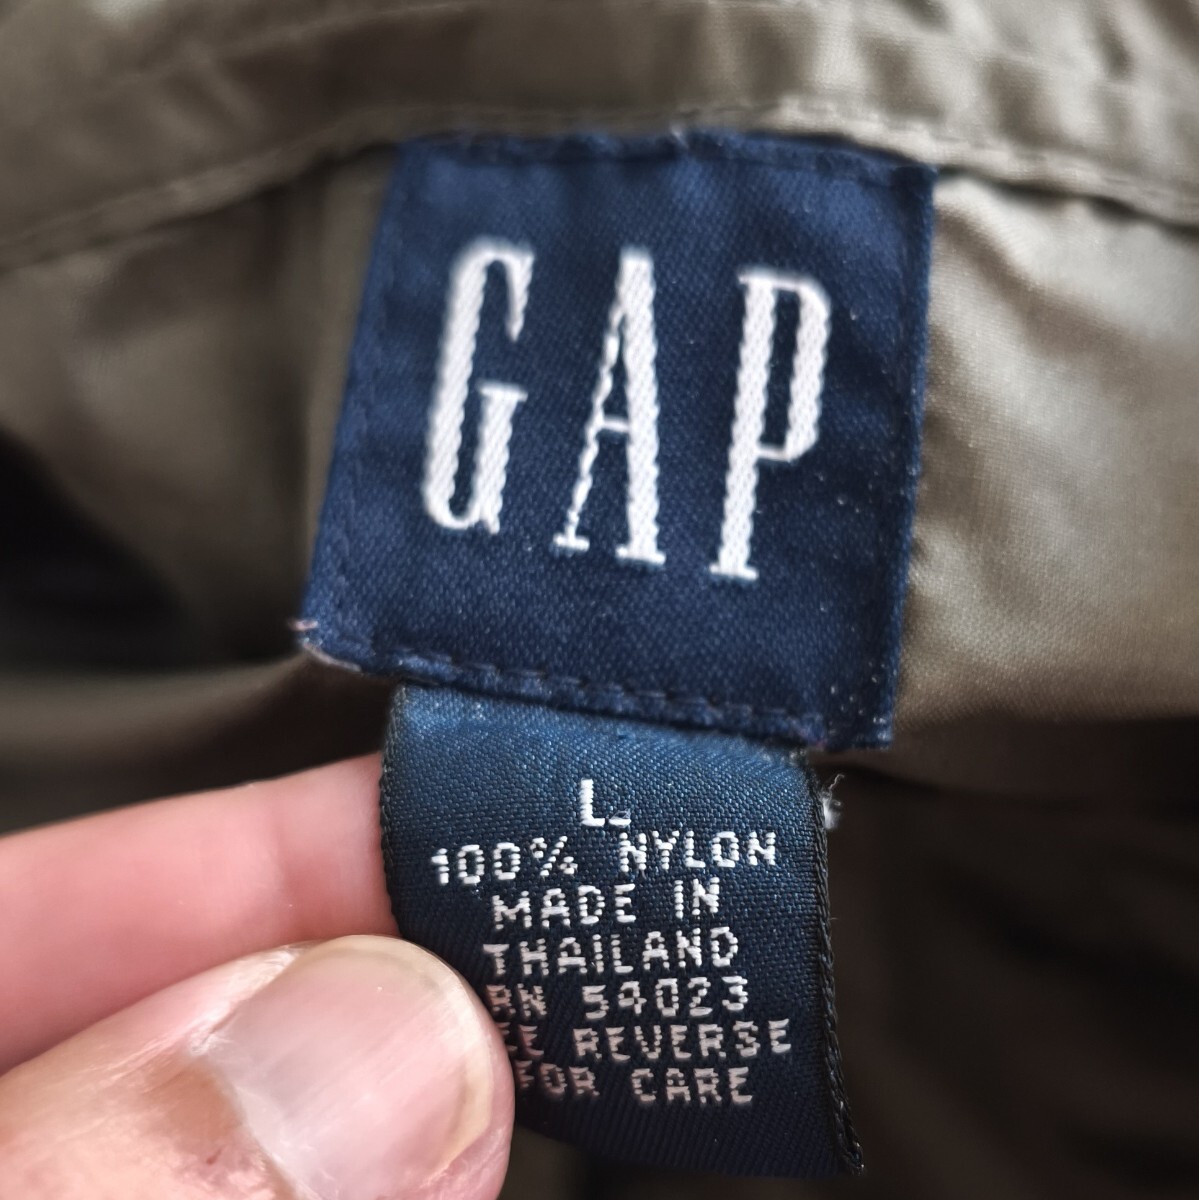 GAP
L
100% NYLON
MADE IN
THAILAND
RN 54023
REVERSE
FOR CARE